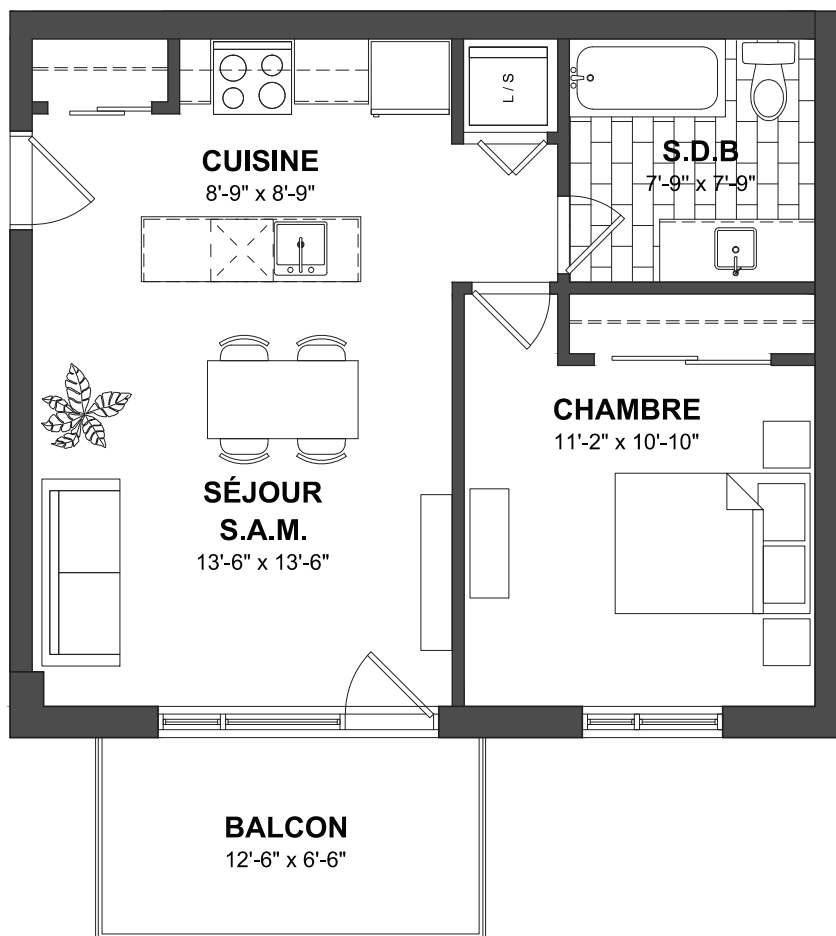 L / S
CUISINE
8'-9" x 8'-9"
S.D.B
7'-9" x 7'-9"
CHAMBRE
11'-2" x 10'-10"
SÉJOUR
S.A.M.
13'-6" x 13'-6"
BALCON
12'-6" x 6'-6"